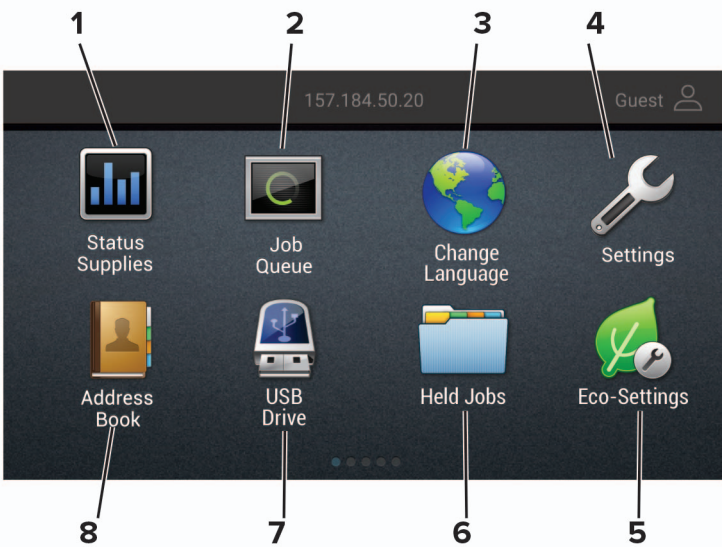 1 2 3 4
157.184.50.20 Guest
Status
Supplies
Job
Queue
Change
Language
Settings
Address
Book
USB
Drive
Held Jobs
Eco-Settings
8 7 6 5